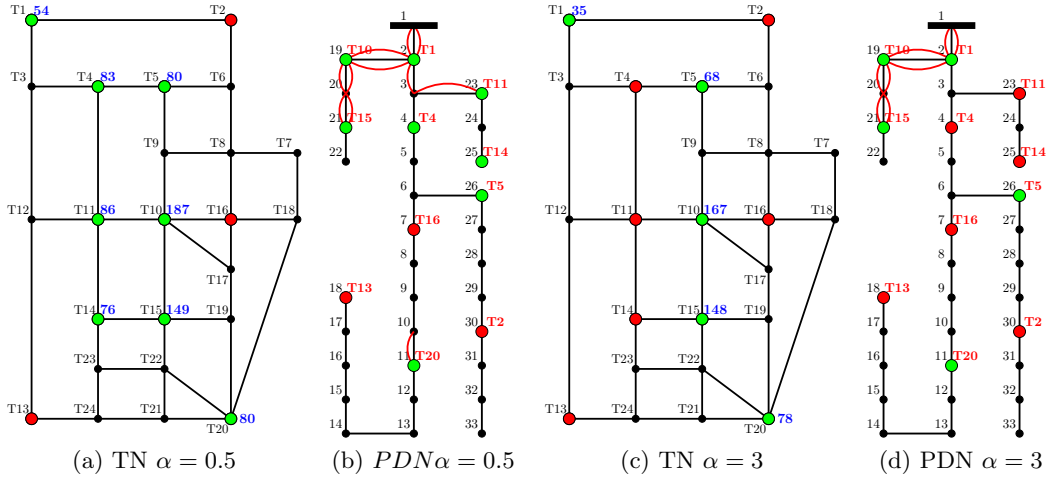 T1 54 T2
T3 T4 83 T5 80 T6
T9 T8 T7
T12 T11 86 T10 187 T16 T18
T17
T14 76 T15 149 T19
T23 T22
T13 T24 T21 T20 80
(a) TN α = 0.5
1
19 T10 2 T1
20 3 23 T11
21 T15 4 T4 24
22 5 25 T14
6 26 T5
7 T16 27
8 28
18 T13 9 29
17 10 30 T2
16 11 T20 31
15 12 32
14 13 33
(b) PDNα = 0.5
T1 35 T2
T3 T4 T5 68 T6
T9 T8 T7
T12 T11 T10 167 T16 T18
T17
T14 T15 148 T19
T23 T22
T13 T24 T21 T20 78
(c) TN α = 3
1
19 T10 2 T1
20 3 23 T11
21 T15 4 T4 24
22 5 25 T14
6 26 T5
7 T16 27
8 28
18 T13 9 29
17 10 30 T2
16 11 T20 31
15 12 32
14 13 33
(d) PDN α = 3